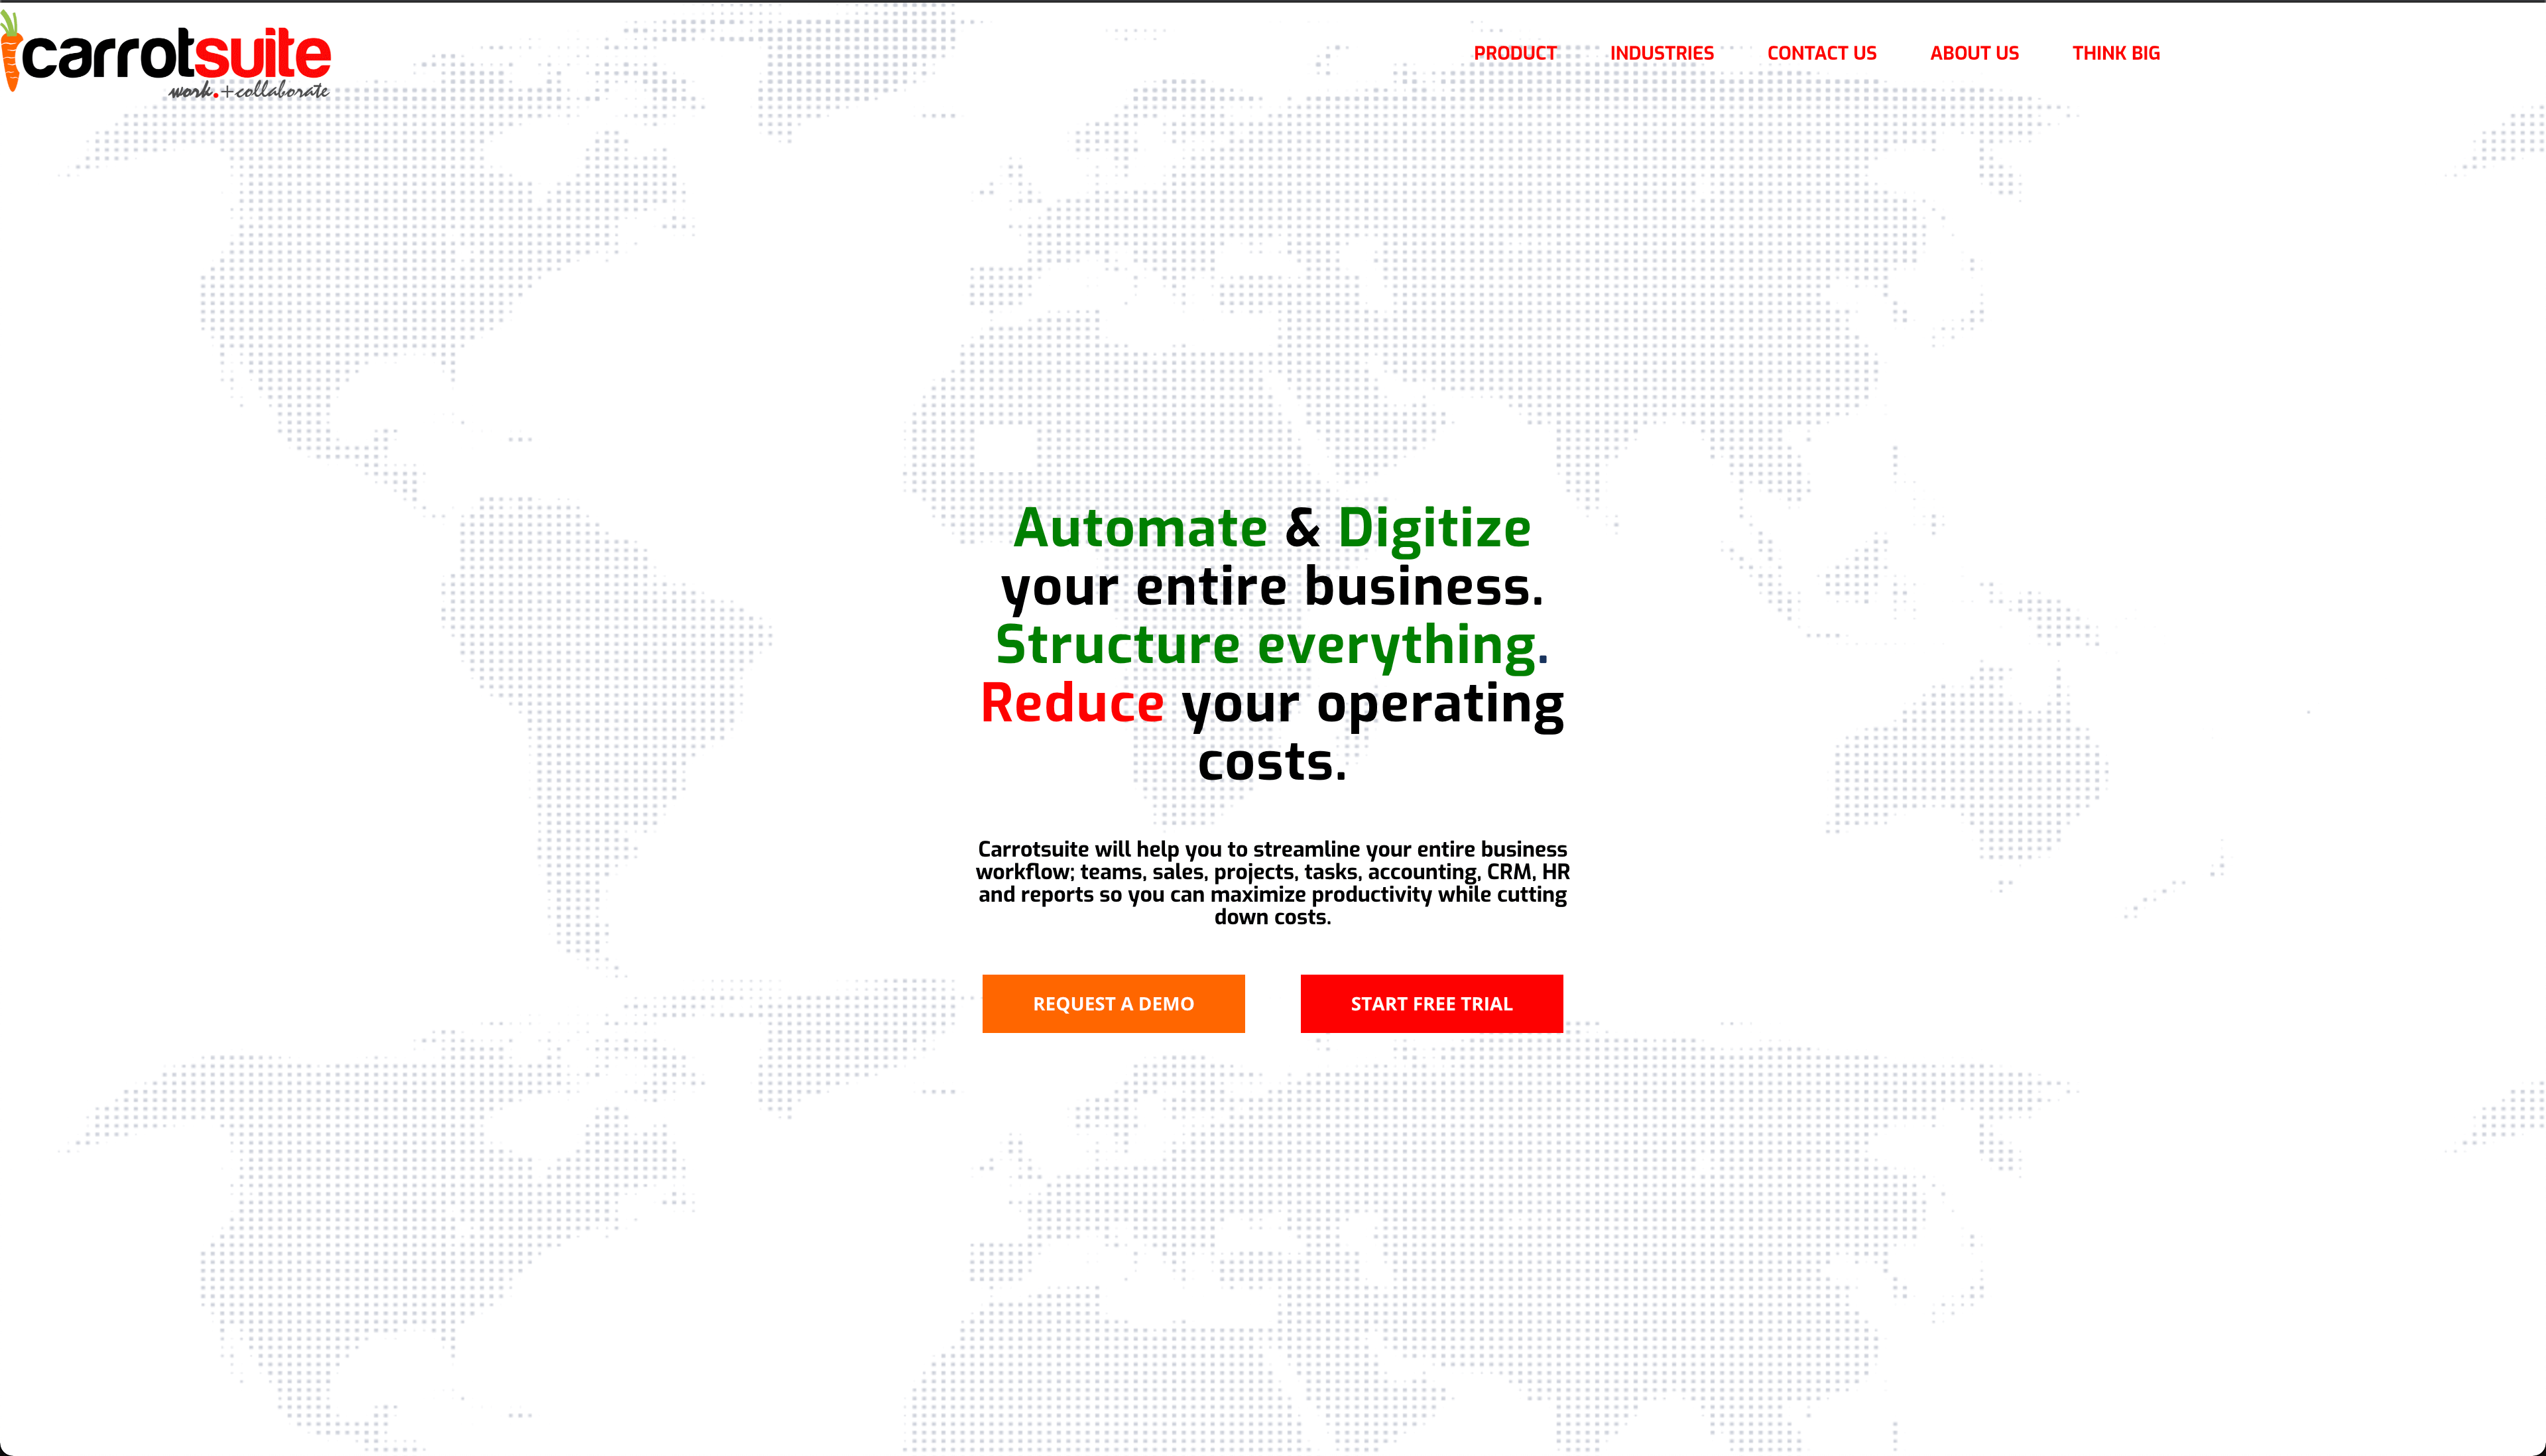 carrotsuite
work.+collaborate
PRODUCT INDUSTRIES CONTACT US ABOUT US THINK BIG
Automate & Digitize
your entire business.
Structure everything.
Reduce your operating
costs.
Carrotsuite will help you to streamline your entire business
workflow; teams, sales, projects, tasks, accounting, CRM, HR
and reports so you can maximize productivity while cutting
down costs.
REQUEST A DEMO START FREE TRIAL